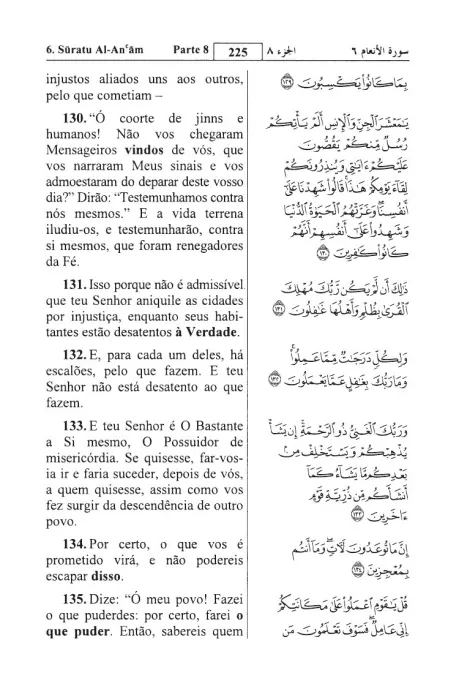 6. Sūratu Al-Anᶜām Parte 8 225 الجزء ٨ سورة الأنعام ٦
injustos aliados uns aos outros,
pelo que cometiam –
130. “Ó coorte de jinns e
humanos! Não vos chegaram
Mensageiros vindos de vós, que
vos narraram Meus sinais e vos
admoestaram do deparar deste vosso
dia?” Dirão: “Testemunhamos contra
nós mesmos.” E a vida terrena
iludiu-os, e testemunharão, contra
si mesmos, que foram renegadores
da Fé.
131. Isso porque não é admissível
que teu Senhor aniquile as cidades
por injustiça, enquanto seus habi-
tantes estão desatentos à Verdade.
132. E, para cada um deles, há
escalões, pelo que fazem. E teu
Senhor não está desatento ao que
fazem.
133. E teu Senhor é O Bastante
a Si mesmo, O Possuidor de
misericórdia. Se quisesse, far-vos-
ia ir e faria suceder, depois de vós,
a quem quisesse, assim como vos
fez surgir da descendência de outro
povo.
134. Por certo, o que vos é
prometido virá, e não podereis
escapar disso.
135. Dize: “Ó meu povo! Fazei
o que puderdes: por certo, farei o
que puder. Então, sabereis quem
بِمَا كَانُوا۟ يَكْسِبُونَ ١٢٩
يَٰمَعْشَرَ ٱلْجِنِّ وَٱلْإِنسِ أَلَمْ يَأْتِكُمْ
رُسُلٌ مِّنكُمْ يَقُصُّونَ
عَلَيْكُمْ ءَايَٰتِى وَيُنذِرُونَكُمْ
لِقَآءَ يَوْمِكُمْ هَٰذَا ۚ قَالُوا۟ شَهِدْنَا عَلَىٰٓ
أَنفُسِنَا ۖ وَغَرَّتْهُمُ ٱلْحَيَوٰةُ ٱلدُّنْيَا
وَشَهِدُوا۟ عَلَىٰٓ أَنفُسِهِمْ أَنَّهُمْ
كَانُوا۟ كَٰفِرِينَ ١٣٠
ذَٰلِكَ أَن لَّمْ يَكُن رَّبُّكَ مُهْلِكَ
ٱلْقُرَىٰ بِظُلْمٍ وَأَهْلُهَا غَٰفِلُونَ ١٣١
وَلِكُلٍّ دَرَجَٰتٌ مِّمَّا عَمِلُوا۟ ۚ
وَمَا رَبُّكَ بِغَٰفِلٍ عَمَّا يَعْمَلُونَ ١٣٢
وَرَبُّكَ ٱلْغَنِىُّ ذُو ٱلرَّحْمَةِ ۚ إِن يَشَأْ
يُذْهِبْكُمْ وَيَسْتَخْلِفْ مِنۢ
بَعْدِكُم مَّا يَشَآءُ كَمَآ
أَنشَأَكُم مِّن ذُرِّيَّةِ قَوْمٍ
ءَاخَرِينَ ١٣٣
إِنَّ مَا تُوعَدُونَ لَـَٔاتٍ ۖ وَمَآ أَنتُم
بِمُعْجِزِينَ ١٣٤
قُلْ يَٰقَوْمِ ٱعْمَلُوا۟ عَلَىٰ مَكَانَتِكُمْ
إِنِّى عَامِلٌ ۖ فَسَوْفَ تَعْلَمُونَ مَن